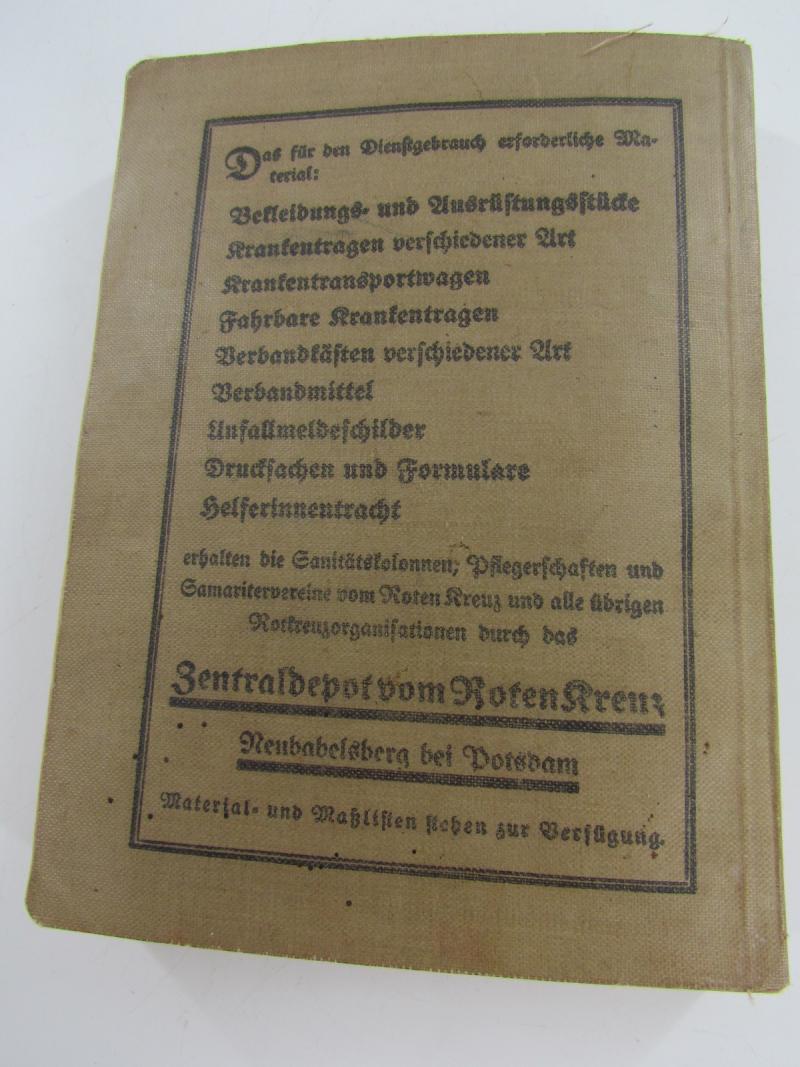 Das für den Dienstgebrauch erforderliche Ma-
terial:
Bekleidungs- und Ausrüstungsstücke
Krankentragen verschiedener Art
Krankentransportwagen
Fahrbare Krankentragen
Verbandkästen verschiedener Art
Verbandmittel
Unfallmeldeschilder
Drucksachen und Formulare
Helferinnentracht
erhalten die Sanitätskolonnen, Pflegerschaften und
Samaritervereine vom Roten Kreuz und alle übrigen
Rotkreuzorganisationen durch das
Zentraldepot vom Roten Kreuz
Neubabelsberg bei Potsdam
Material- und Maßlisten stehen zur Verfügung.